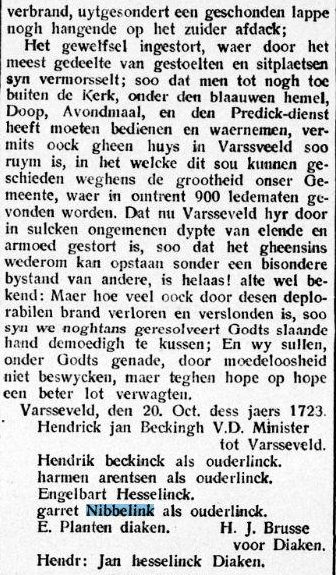 verbrand, uytgesondert een geschonden lappe
nogh hangende op het zuider afdack;
Het gewelfsel ingestort, waer door het
meest gedeelte van gestoelten en sitplaetsen
syn vermorsselt; soo dat men tot nogh toe
buiten de Kerk, onder den blaauwen hemel,
Doop, Avondmaal, en den Predick-dienst
heeft moeten bedienen en waernemen, ver-
mits oock gheen huys in Varssveeld soo
ruym is, in het welcke dit sou kunnen ge-
schieden weghens de grootheid onser Ge-
meente, waer in omtrent 900 ledematen ge-
vonden worden. Dat nu Varseveld hyr door
in sulcken ongemenen dypte van elende en
armoed gestort is, soo dat het gheensins
wederom kan opstaan sonder een bisondere
bystand van andere, is helaas! alte wel be-
kend: Maer hoe veel oock door desen deplo-
rabilen brand verloren en verslonden is, soo
syn we noghtans geresolveert Godts slaande
hand demoedigh te kussen; En wy sullen,
onder Godts genade, door moedeloosheid
niet beswycken, maer teghen hope op hope
een beter lot verwagten.
Varsseveld, den 20. Oct. dess jaers 1723.
Hendrick jan Beckingh V.D. Minister
tot Varsseveld.
Hendrik beckinck als ouderlinck.
harmen arentsen als ouderlinck.
Engelbart Hesselinck.
garret Nibbelink als ouderlinck.
E. Planten diaken. H. J. Brusse
voor Diaken.
Hendr: Jan hesselinck Diaken.